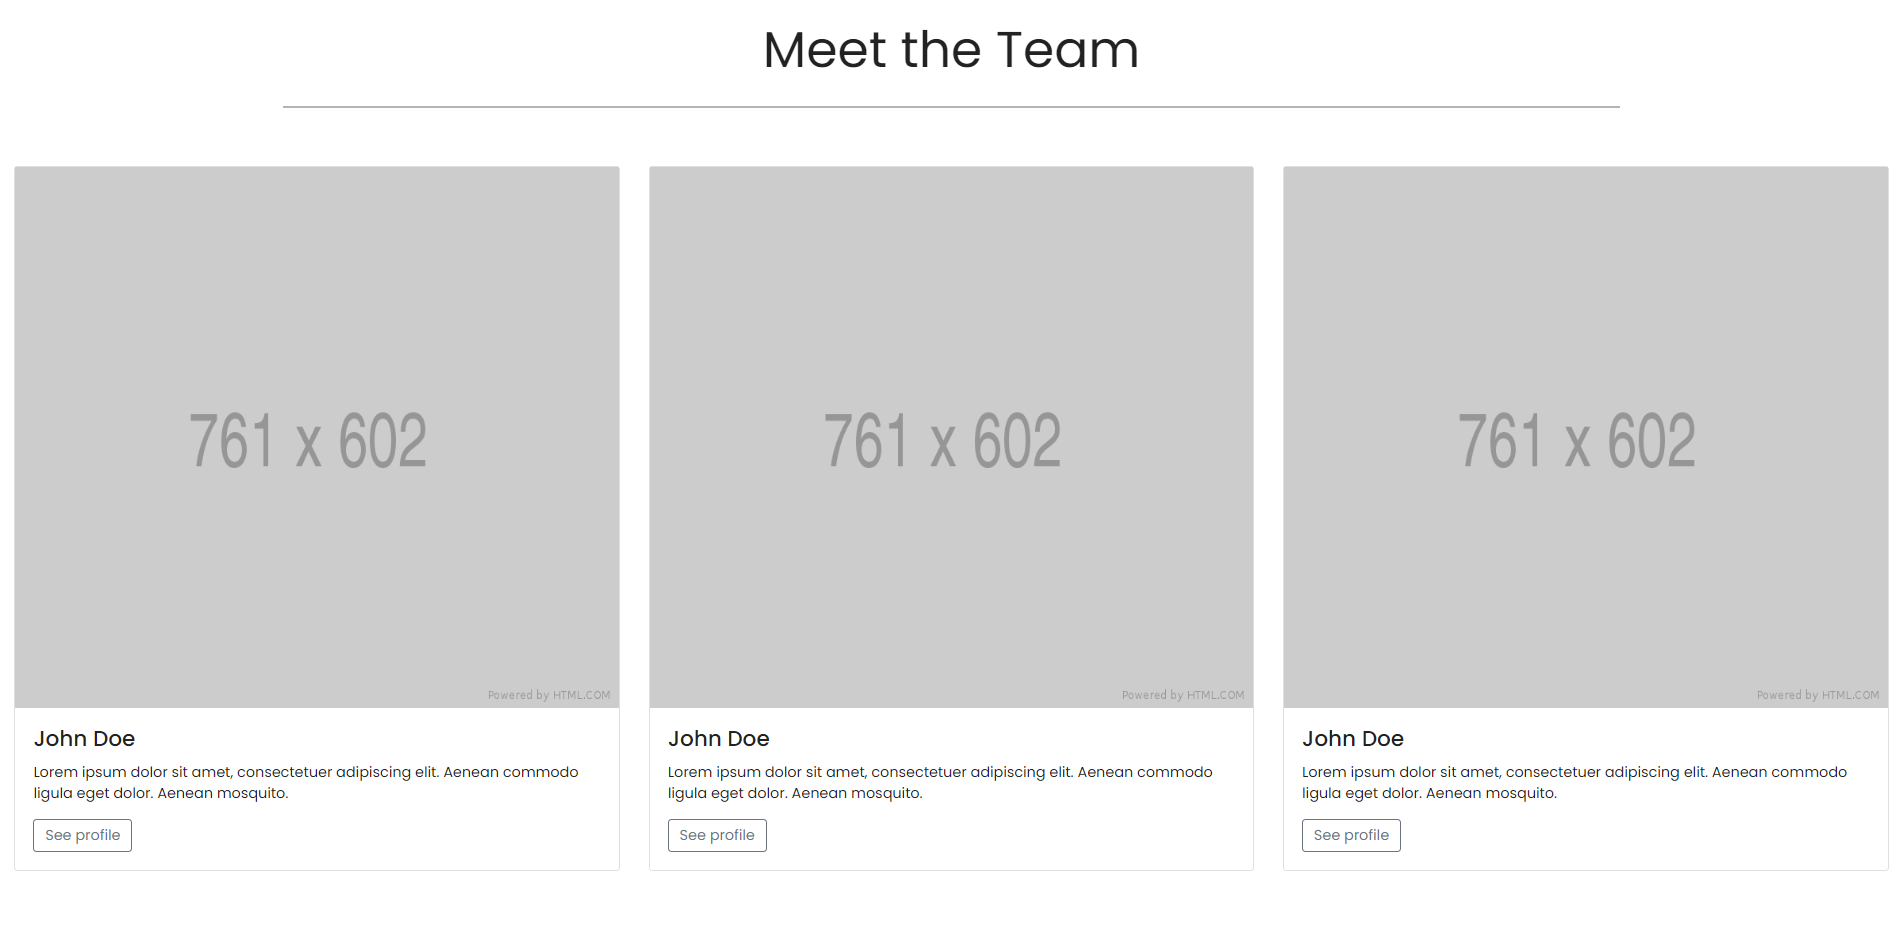 Meet the Team
761 x 602
Powered by HTML.COM
John Doe
Lorem ipsum dolor sit amet, consectetuer adipiscing elit. Aenean commodo
ligula eget dolor. Aenean mosquito.
See profile
761 x 602
Powered by HTML.COM
John Doe
Lorem ipsum dolor sit amet, consectetuer adipiscing elit. Aenean commodo
ligula eget dolor. Aenean mosquito.
See profile
761 x 602
Powered by HTML.COM
John Doe
Lorem ipsum dolor sit amet, consectetuer adipiscing elit. Aenean commodo
ligula eget dolor. Aenean mosquito.
See profile